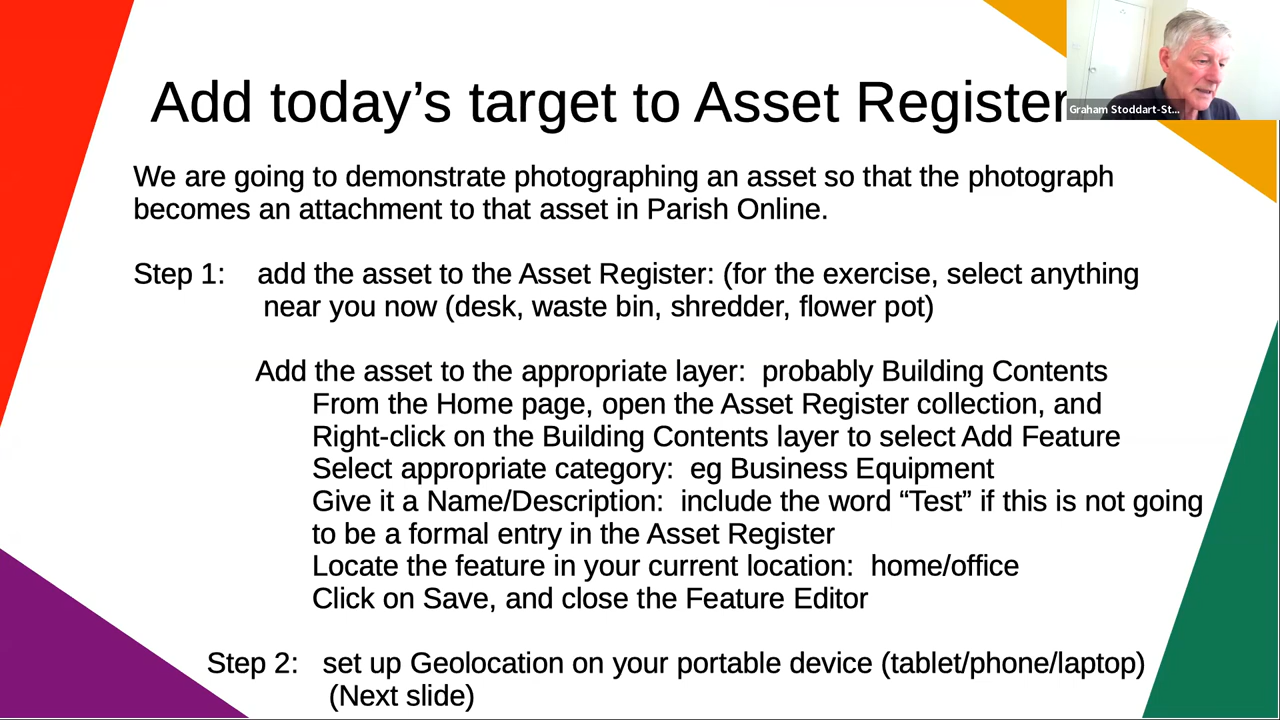 Add today’s target to Asset Register
Graham Stoddart-St...
We are going to demonstrate photographing an asset so that the photograph
becomes an attachment to that asset in Parish Online.
Step 1: add the asset to the Asset Register: (for the exercise, select anything
near you now (desk, waste bin, shredder, flower pot)
Add the asset to the appropriate layer: probably Building Contents
From the Home page, open the Asset Register collection, and
Right-click on the Building Contents layer to select Add Feature
Select appropriate category: eg Business Equipment
Give it a Name/Description: include the word “Test” if this is not going
to be a formal entry in the Asset Register
Locate the feature in your current location: home/office
Click on Save, and close the Feature Editor
Step 2: set up Geolocation on your portable device (tablet/phone/laptop)
(Next slide)